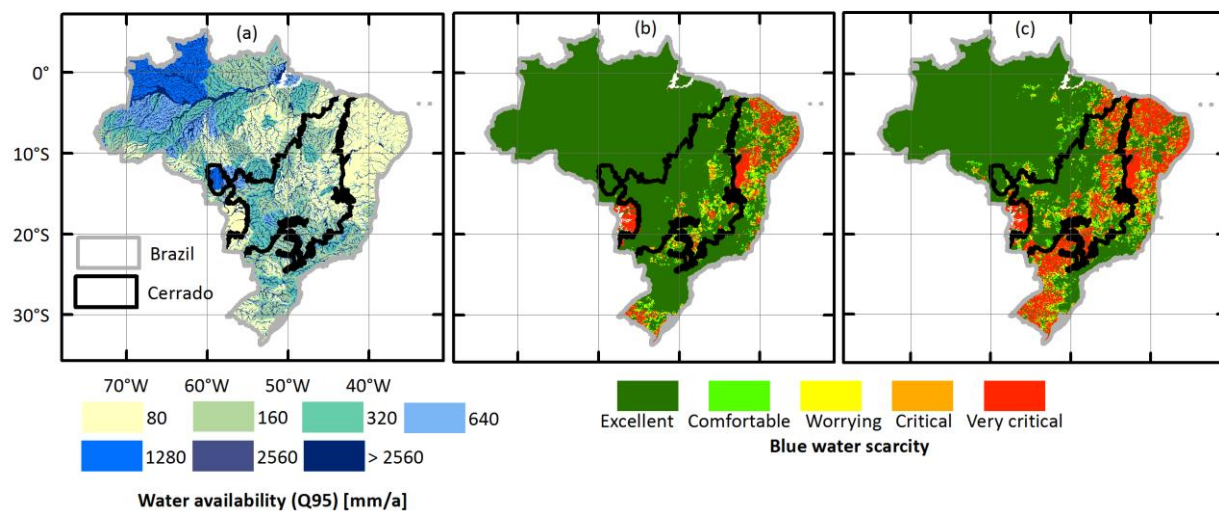 (a)
(b)
(c)
0°
10°S
20°S
30°S
Brazil
Cerrado
70°W 60°W 50°W 40°W
80 160 320 640
1280 2560 > 2560
Water availability (Q95) [mm/a]
Excellent Comfortable Worrying Critical Very critical
Blue water scarcity